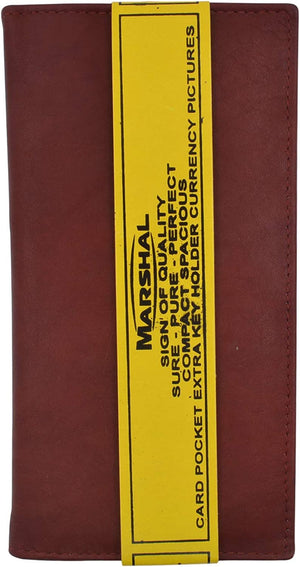 MARSHAL
SIGN OF QUALITY
SURE - PURE - PERFECT
COMPACT SPACIOUS
CARD POCKET EXTRA KEY HOLDER CURRENCY PICTURES